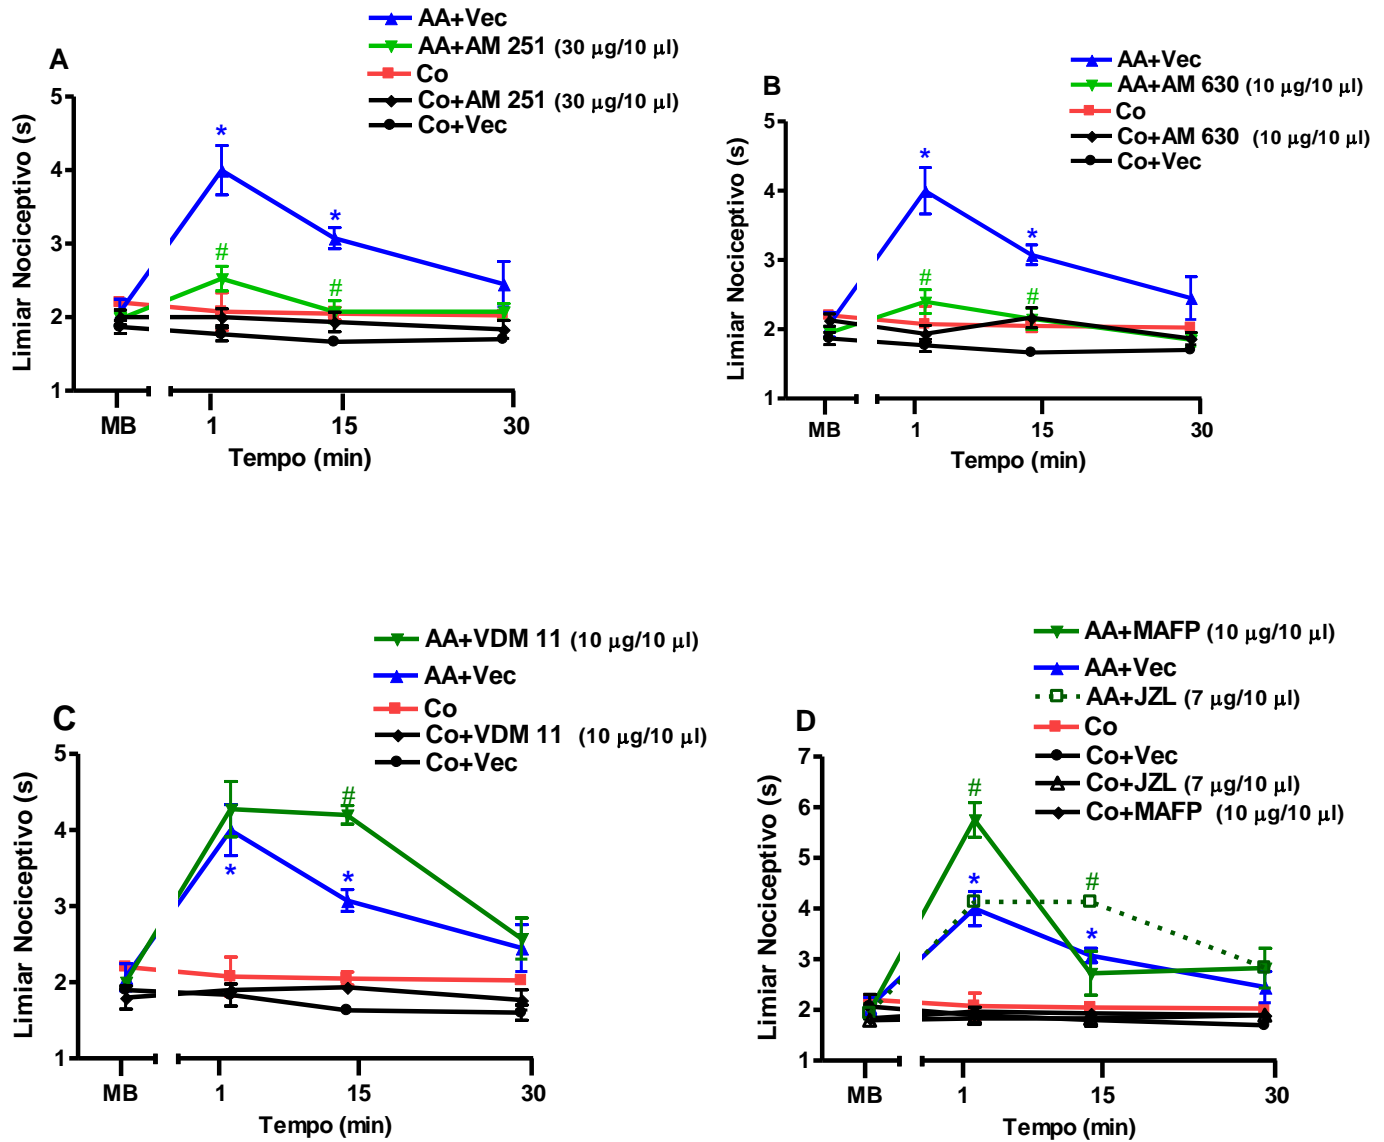 A
AA+Vec
AA+AM 251 (30 µg/10 µl)
Co
Co+AM 251 (30 µg/10 µl)
Co+Vec
Limiar Nociceptivo (s)
5
4
3
2
1
*
*
#
#
MB
1
15
30
Tempo (min)
B
AA+Vec
AA+AM 630 (10 µg/10 µl)
Co
Co+AM 630 (10 µg/10 µl)
Co+Vec
Limiar Nociceptivo (s)
5
4
3
2
1
*
*
#
#
MB
1
15
30
Tempo (min)
C
AA+VDM 11 (10 µg/10 µl)
AA+Vec
Co
Co+VDM 11 (10 µg/10 µl)
Co+Vec
Limiar Nociceptivo (s)
5
4
3
2
1
#
*
*
MB
1
15
30
Tempo (min)
D
AA+MAFP (10 µg/10 µl)
AA+Vec
AA+JZL (7 µg/10 µl)
Co
Co+Vec
Co+JZL (7 µg/10 µl)
Co+MAFP (10 µg/10 µl)
Limiar Nociceptivo (s)
7
6
5
4
3
2
1
#
*
#
*
MB
1
15
30
Tempo (min)